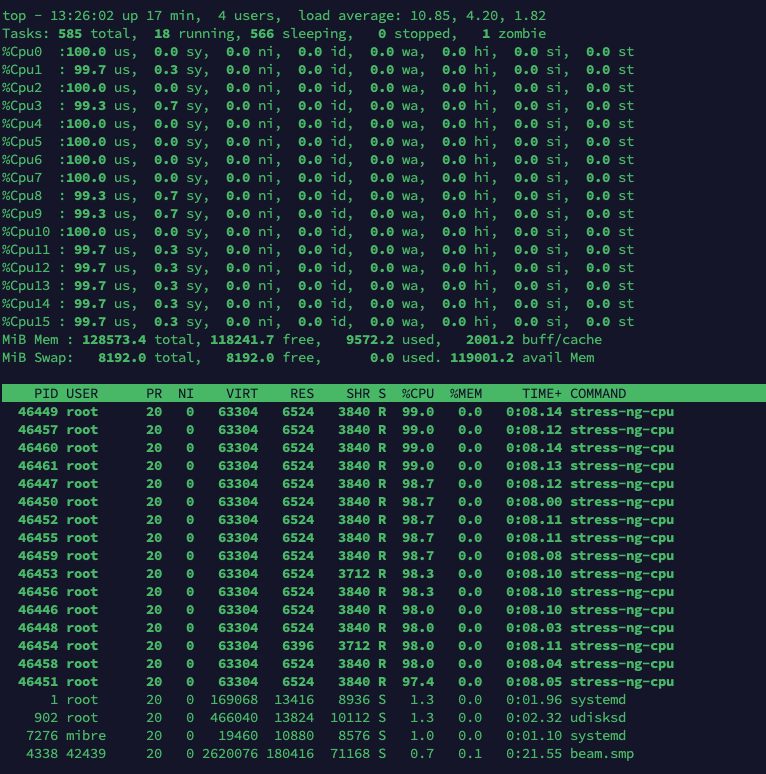 top - 13:26:02 up 17 min,  4 users,  load average: 10.85, 4.20, 1.82
Tasks: 585 total,  18 running, 566 sleeping,   0 stopped,   1 zombie
%Cpu0  :100.0 us,  0.0 sy,  0.0 ni,  0.0 id,  0.0 wa,  0.0 hi,  0.0 si,  0.0 st
%Cpu1  : 99.7 us,  0.3 sy,  0.0 ni,  0.0 id,  0.0 wa,  0.0 hi,  0.0 si,  0.0 st
%Cpu2  :100.0 us,  0.0 sy,  0.0 ni,  0.0 id,  0.0 wa,  0.0 hi,  0.0 si,  0.0 st
%Cpu3  : 99.3 us,  0.7 sy,  0.0 ni,  0.0 id,  0.0 wa,  0.0 hi,  0.0 si,  0.0 st
%Cpu4  :100.0 us,  0.0 sy,  0.0 ni,  0.0 id,  0.0 wa,  0.0 hi,  0.0 si,  0.0 st
%Cpu5  :100.0 us,  0.0 sy,  0.0 ni,  0.0 id,  0.0 wa,  0.0 hi,  0.0 si,  0.0 st
%Cpu6  :100.0 us,  0.0 sy,  0.0 ni,  0.0 id,  0.0 wa,  0.0 hi,  0.0 si,  0.0 st
%Cpu7  :100.0 us,  0.0 sy,  0.0 ni,  0.0 id,  0.0 wa,  0.0 hi,  0.0 si,  0.0 st
%Cpu8  : 99.3 us,  0.7 sy,  0.0 ni,  0.0 id,  0.0 wa,  0.0 hi,  0.0 si,  0.0 st
%Cpu9  : 99.3 us,  0.7 sy,  0.0 ni,  0.0 id,  0.0 wa,  0.0 hi,  0.0 si,  0.0 st
%Cpu10 :100.0 us,  0.0 sy,  0.0 ni,  0.0 id,  0.0 wa,  0.0 hi,  0.0 si,  0.0 st
%Cpu11 : 99.7 us,  0.3 sy,  0.0 ni,  0.0 id,  0.0 wa,  0.0 hi,  0.0 si,  0.0 st
%Cpu12 : 99.7 us,  0.3 sy,  0.0 ni,  0.0 id,  0.0 wa,  0.0 hi,  0.0 si,  0.0 st
%Cpu13 : 99.7 us,  0.3 sy,  0.0 ni,  0.0 id,  0.0 wa,  0.0 hi,  0.0 si,  0.0 st
%Cpu14 : 99.7 us,  0.3 sy,  0.0 ni,  0.0 id,  0.0 wa,  0.0 hi,  0.0 si,  0.0 st
%Cpu15 : 99.7 us,  0.3 sy,  0.0 ni,  0.0 id,  0.0 wa,  0.0 hi,  0.0 si,  0.0 st
MiB Mem : 128573.4 total, 118241.7 free,   9572.2 used,   2001.2 buff/cache
MiB Swap:   8192.0 total,   8192.0 free,      0.0 used. 119001.2 avail Mem
PID USER      PR  NI    VIRT    RES    SHR S  %CPU  %MEM     TIME+ COMMAND
46449 root      20   0   63304   6524   3840 R  99.0   0.0   0:08.14 stress-ng-cpu
46457 root      20   0   63304   6524   3840 R  99.0   0.0   0:08.12 stress-ng-cpu
46460 root      20   0   63304   6524   3840 R  99.0   0.0   0:08.14 stress-ng-cpu
46461 root      20   0   63304   6524   3840 R  99.0   0.0   0:08.13 stress-ng-cpu
46447 root      20   0   63304   6524   3840 R  98.7   0.0   0:08.12 stress-ng-cpu
46450 root      20   0   63304   6524   3840 R  98.7   0.0   0:08.00 stress-ng-cpu
46452 root      20   0   63304   6524   3840 R  98.7   0.0   0:08.11 stress-ng-cpu
46455 root      20   0   63304   6524   3840 R  98.7   0.0   0:08.11 stress-ng-cpu
46459 root      20   0   63304   6524   3840 R  98.7   0.0   0:08.08 stress-ng-cpu
46453 root      20   0   63304   6524   3712 R  98.3   0.0   0:08.10 stress-ng-cpu
46456 root      20   0   63304   6524   3840 R  98.3   0.0   0:08.10 stress-ng-cpu
46446 root      20   0   63304   6524   3840 R  98.0   0.0   0:08.10 stress-ng-cpu
46448 root      20   0   63304   6524   3840 R  98.0   0.0   0:08.03 stress-ng-cpu
46454 root      20   0   63304   6396   3712 R  98.0   0.0   0:08.11 stress-ng-cpu
46458 root      20   0   63304   6524   3840 R  98.0   0.0   0:08.04 stress-ng-cpu
46451 root      20   0   63304   6524   3840 R  97.4   0.0   0:08.05 stress-ng-cpu
1 root      20   0  169068  13416   8936 S   1.3   0.0   0:01.96 systemd
902 root      20   0  466040  13824  10112 S   1.3   0.0   0:02.32 udisksd
7276 mibre     20   0   19460  10880   8576 S   1.0   0.0   0:01.10 systemd
4338 42439     20   0 2620076 180416  71168 S   0.7   0.1   0:21.55 beam.smp